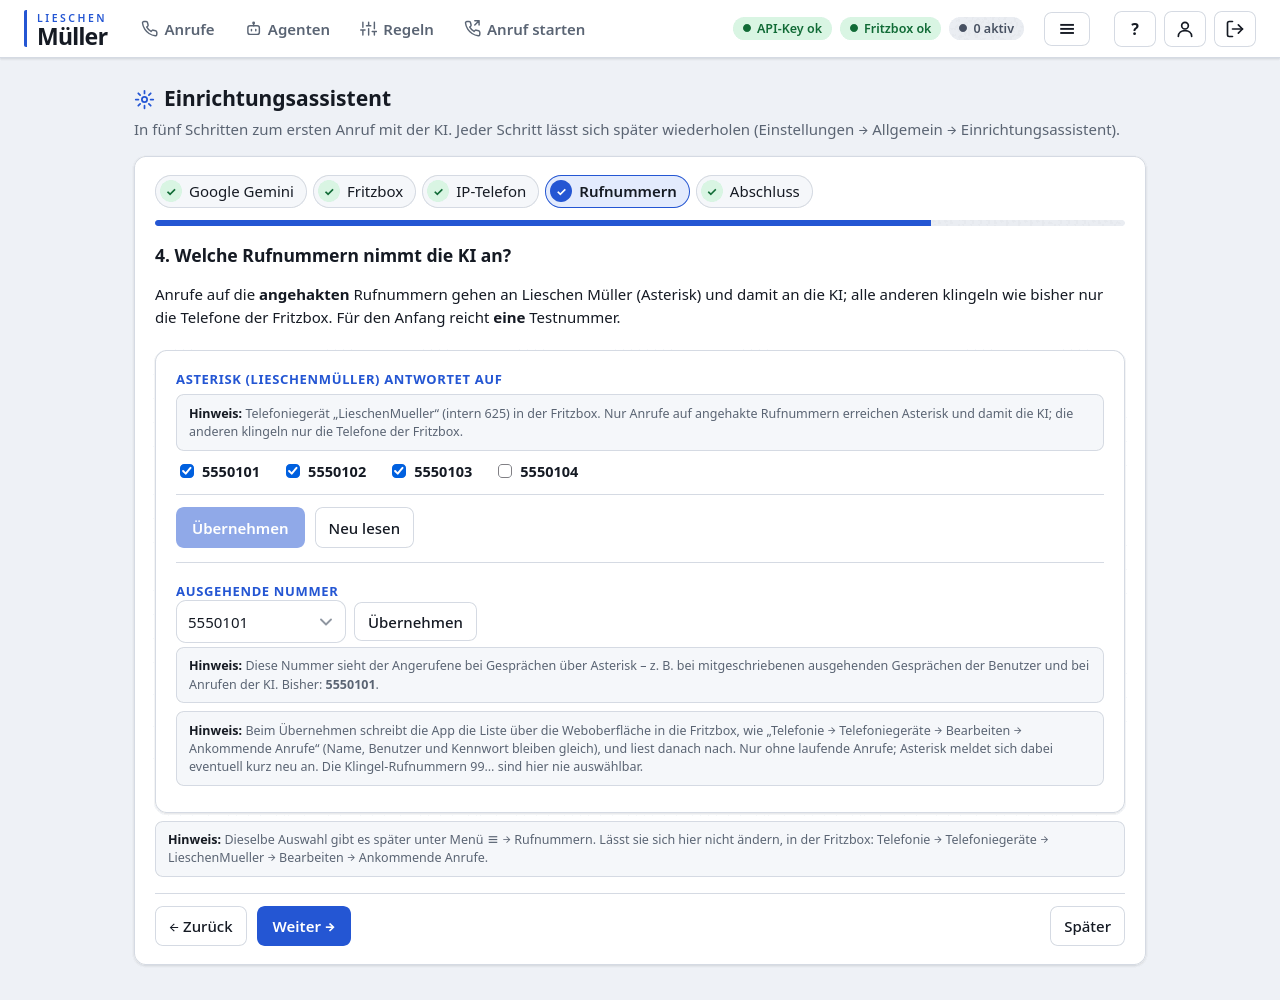 LIESCHEN
Müller
Anrufe
Agenten
Regeln
Anruf starten
API-Key ok
Fritzbox ok
0 aktiv
?
Einrichtungsassistent
In fünf Schritten zum ersten Anruf mit der KI. Jeder Schritt lässt sich später wiederholen (Einstellungen → Allgemein → Einrichtungsassistent).
Google Gemini
Fritzbox
IP-Telefon
Rufnummern
Abschluss
4. Welche Rufnummern nimmt die KI an?
Anrufe auf die angehakten Rufnummern gehen an Lieschen Müller (Asterisk) und damit an die KI; alle anderen klingeln wie bisher nur
die Telefone der Fritzbox. Für den Anfang reicht eine Testnummer.
ASTERISK (LIESCHENMÜLLER) ANTWORTET AUF
Hinweis: Telefoniegerät „LieschenMueller“ (intern 625) in der Fritzbox. Nur Anrufe auf angehakte Rufnummern erreichen Asterisk und damit die KI; die
anderen klingeln nur die Telefone der Fritzbox.
5550101
5550102
5550103
5550104
Übernehmen
Neu lesen
AUSGEHENDE NUMMER
5550101
Übernehmen
Hinweis: Diese Nummer sieht der Angerufene bei Gesprächen über Asterisk – z. B. bei mitgeschriebenen ausgehenden Gesprächen der Benutzer und bei
Anrufen der KI. Bisher: 5550101.
Hinweis: Beim Übernehmen schreibt die App die Liste über die Weboberfläche in die Fritzbox, wie „Telefonie → Telefoniegeräte → Bearbeiten →
Ankommende Anrufe“ (Name, Benutzer und Kennwort bleiben gleich), und liest danach nach. Nur ohne laufende Anrufe; Asterisk meldet sich dabei
eventuell kurz neu an. Die Klingel-Rufnummern 99… sind hier nie auswählbar.
Hinweis: Dieselbe Auswahl gibt es später unter Menü ≡ → Rufnummern. Lässt sie sich hier nicht ändern, in der Fritzbox: Telefonie → Telefoniegeräte →
LieschenMueller → Bearbeiten → Ankommende Anrufe.
← Zurück
Weiter →
Später